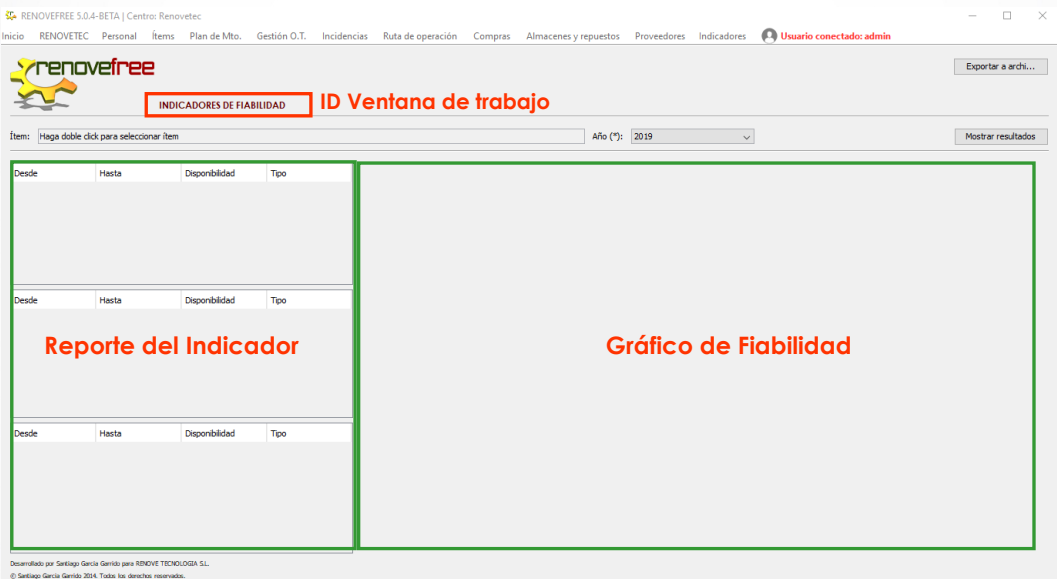 RENOVEFREE 5.0.4-BETA | Centro: Renovetec
Inicio RENOVETEC Personal Ítems Plan de Mto. Gestión O.T. Incidencias Ruta de operación Compras Almacenes y repuestos Proveedores Indicadores Usuario conectado: admin
renovefree
Exportar a archi...
INDICADORES DE FIABILIDAD ID Ventana de trabajo
Ítem: Haga doble click para seleccionar ítem Año (*): 2019 Mostrar resultados
Desde Hasta Disponibilidad Tipo
Desde Hasta Disponibilidad Tipo
Reporte del Indicador Gráfico de Fiabilidad
Desde Hasta Disponibilidad Tipo
Desarrollado por Santiago Garcia Garrido para RENOVE TECNOLOGIA S.L.
© Santiago Garcia Garrido 2014. Todos los derechos reservados.